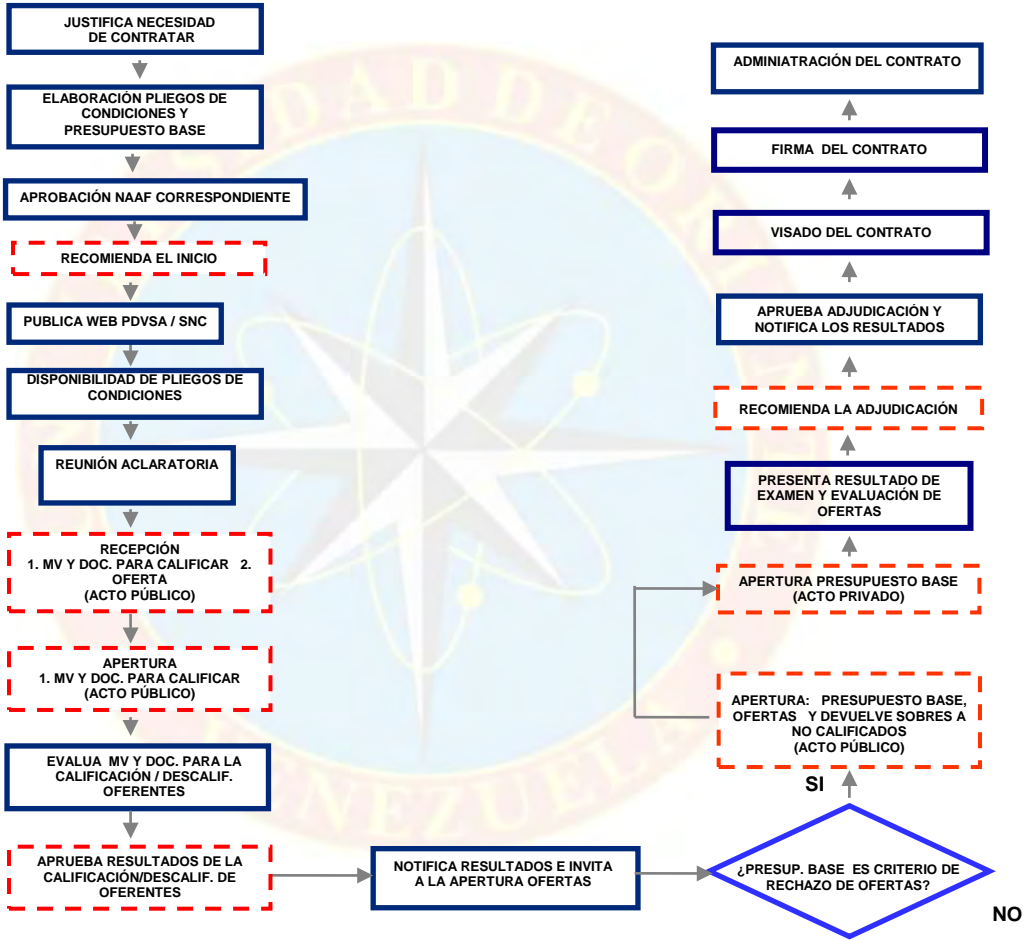 JUSTIFICA NECESIDAD
DE CONTRATAR
ELABORACIÓN PLIEGOS DE
CONDICIONES Y
PRESUPUESTO BASE
APROBACIÓN NAAF CORRESPONDIENTE
RECOMIENDA EL INICIO
PUBLICA WEB PDVSA / SNC
DISPONIBILIDAD DE PLIEGOS DE
CONDICIONES
REUNIÓN ACLARATORIA
RECEPCIÓN
1. MV Y DOC. PARA CALIFICAR 2.
OFERTA
(ACTO PÚBLICO)
APERTURA
1. MV Y DOC. PARA CALIFICAR
(ACTO PÚBLICO)
EVALUA MV Y DOC. PARA LA
CALIFICACIÓN / DESCALIF.
OFERENTES
APRUEBA RESULTADOS DE LA
CALIFICACIÓN/DESCALIF. DE
OFERENTES
NOTIFICA RESULTADOS E INVITA
A LA APERTURA OFERTAS
¿PRESUP. BASE ES CRITERIO DE
RECHAZO DE OFERTAS?
NO
SI
APERTURA: PRESUPUESTO BASE,
OFERTAS Y DEVUELVE SOBRES A
NO CALIFICADOS
(ACTO PÚBLICO)
APERTURA PRESUPUESTO BASE
(ACTO PRIVADO)
PRESENTA RESULTADO DE
EXAMEN Y EVALUACIÓN DE
OFERTAS
RECOMIENDA LA ADJUDICACIÓN
APRUEBA ADJUDICACIÓN Y
NOTIFICA LOS RESULTADOS
VISADO DEL CONTRATO
FIRMA DEL CONTRATO
ADMINIATRACIÓN DEL CONTRATO